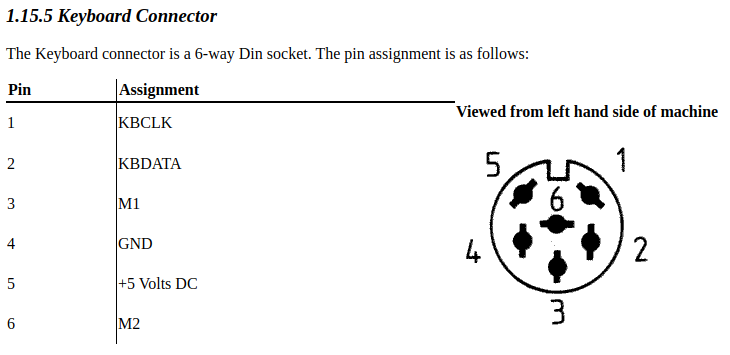 1.15.5 Keyboard Connector
The Keyboard connector is a 6-way Din socket. The pin assignment is as follows:
Pin Assignment
1 KBCLK
2 KBDATA
3 M1
4 GND
5 +5 Volts DC
6 M2
Viewed from left hand side of machine
5 1
6
4 2
3